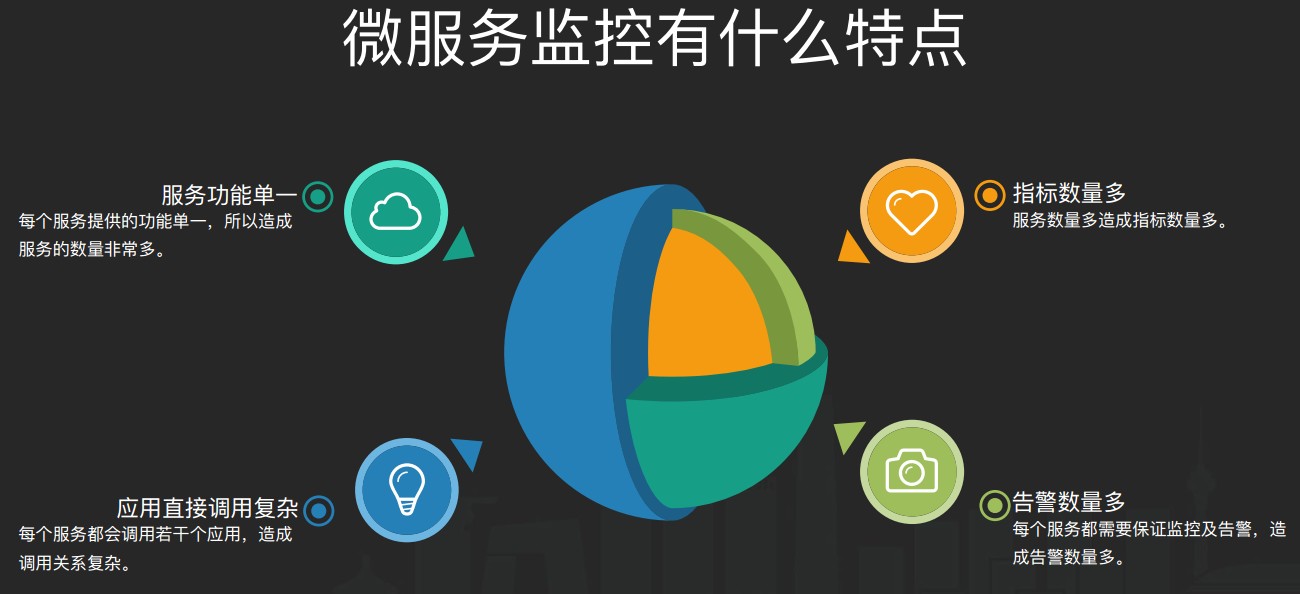 微服务监控有什么特点
服务功能单一
每个服务提供的功能单一，所以造成
服务的数量非常多。
指标数量多
服务数量多造成指标数量多。
应用直接调用复杂
每个服务都会调用若干个应用，造成
调用关系复杂。
告警数量多
每个服务都需要保证监控及告警，造
成告警数量多。